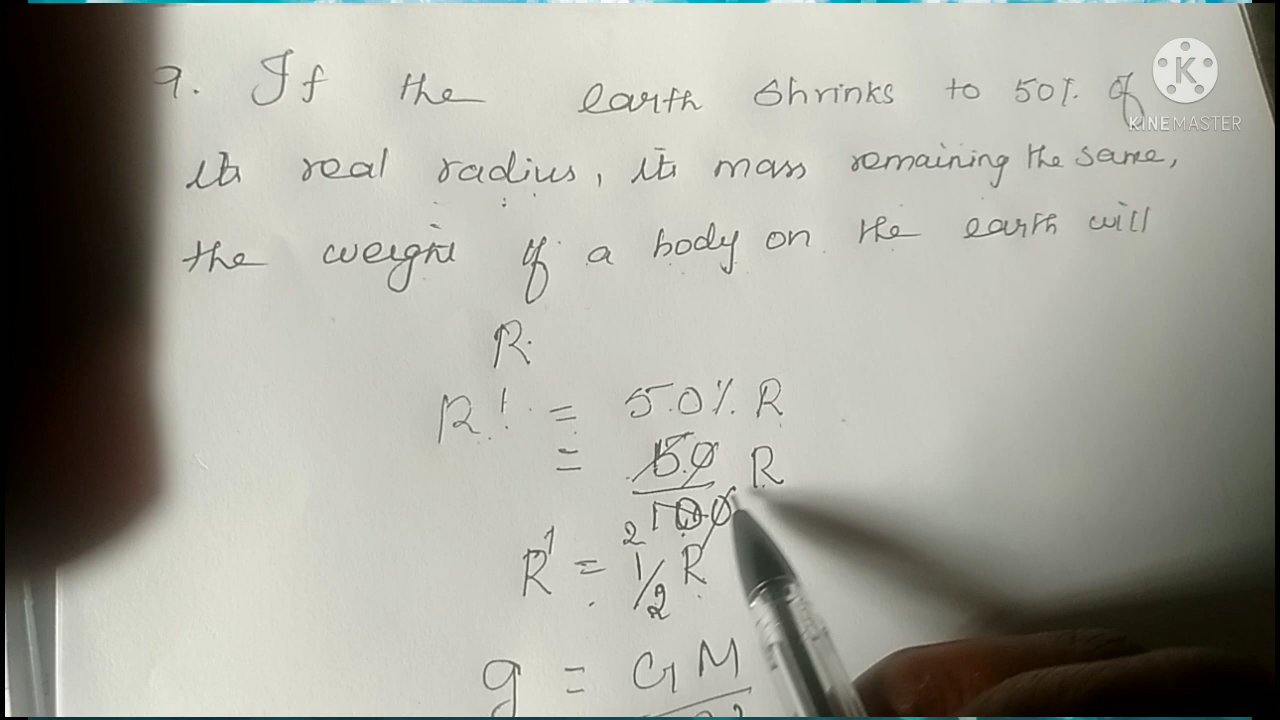 9. If the earth shrinks to 50% of
its real radius, its mass remaining the same,
the weight of a body on the earth will
R
R' = 50% R
= 50/100 R
2
R' = 1/2 R
g = GM
K
KINEMASTER